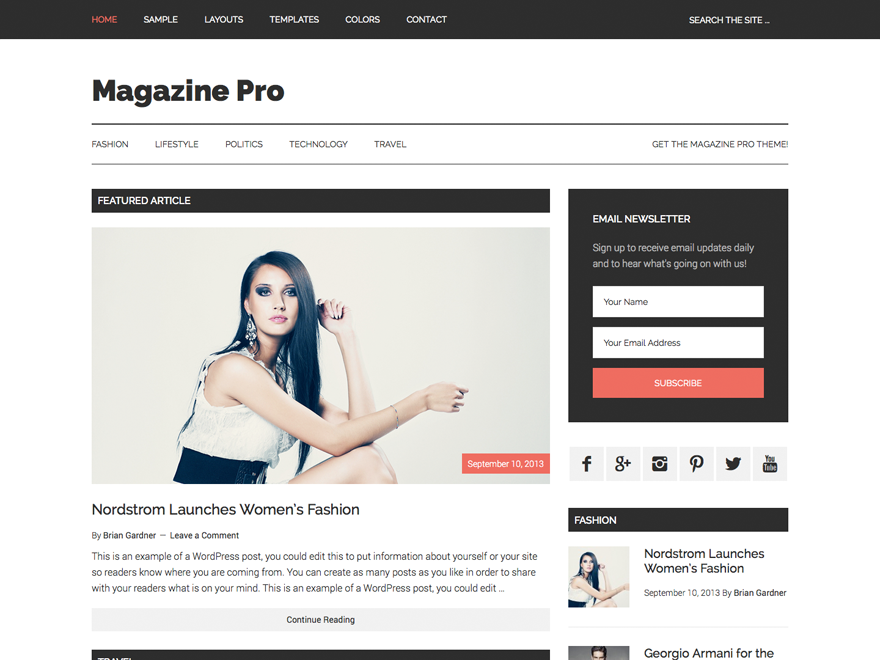 HOME SAMPLE LAYOUTS TEMPLATES COLORS CONTACT SEARCH THE SITE ...
Magazine Pro
FASHION LIFESTYLE POLITICS TECHNOLOGY TRAVEL GET THE MAGAZINE PRO THEME!
FEATURED ARTICLE
September 10, 2013
Nordstrom Launches Women's Fashion
By Brian Gardner — Leave a Comment
This is an example of a WordPress post, you could edit this to put information about yourself or your site
so readers know where you are coming from. You can create as many posts as you like in order to share
with your readers what is on your mind. This is an example of a WordPress post, you could edit ...
Continue Reading
TRAVEL
EMAIL NEWSLETTER
Sign up to receive email updates daily
and to hear what's going on with us!
Your Name
Your Email Address
SUBSCRIBE
You
Tube
FASHION
Nordstrom Launches
Women's Fashion
September 10, 2013 By Brian Gardner
Georgio Armani for the